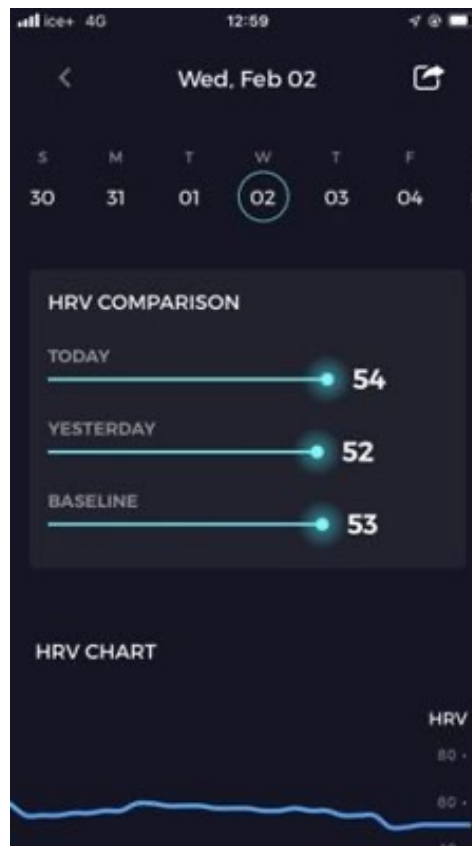 ice+ 4G 12:59
Wed, Feb 02
S M T W T F
30 31 01 02 03 04
HRV COMPARISON
TODAY
54
YESTERDAY
52
BASELINE
53
HRV CHART
HRV
80
60